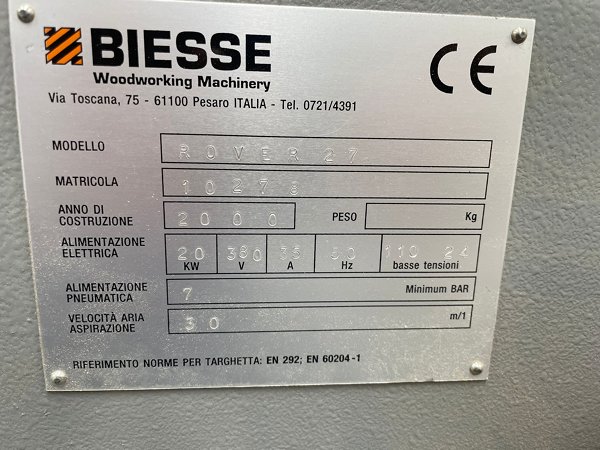 BIESSE
Woodworking Machinery
CE
Via Toscana, 75 - 61100 Pesaro ITALIA - Tel. 0721/4391
MODELLO ROVER 27
MATRICOLA 10278
ANNO DI COSTRUZIONE 2000 PESO Kg
ALIMENTAZIONE ELETTRICA 20 KW 380 V 35 A 50 Hz 110 24 basse tensioni
ALIMENTAZIONE PNEUMATICA 7 Minimum BAR
VELOCITÀ ARIA ASPIRAZIONE 30 m/1
RIFERIMENTO NORME PER TARGHETTA: EN 292; EN 60204-1